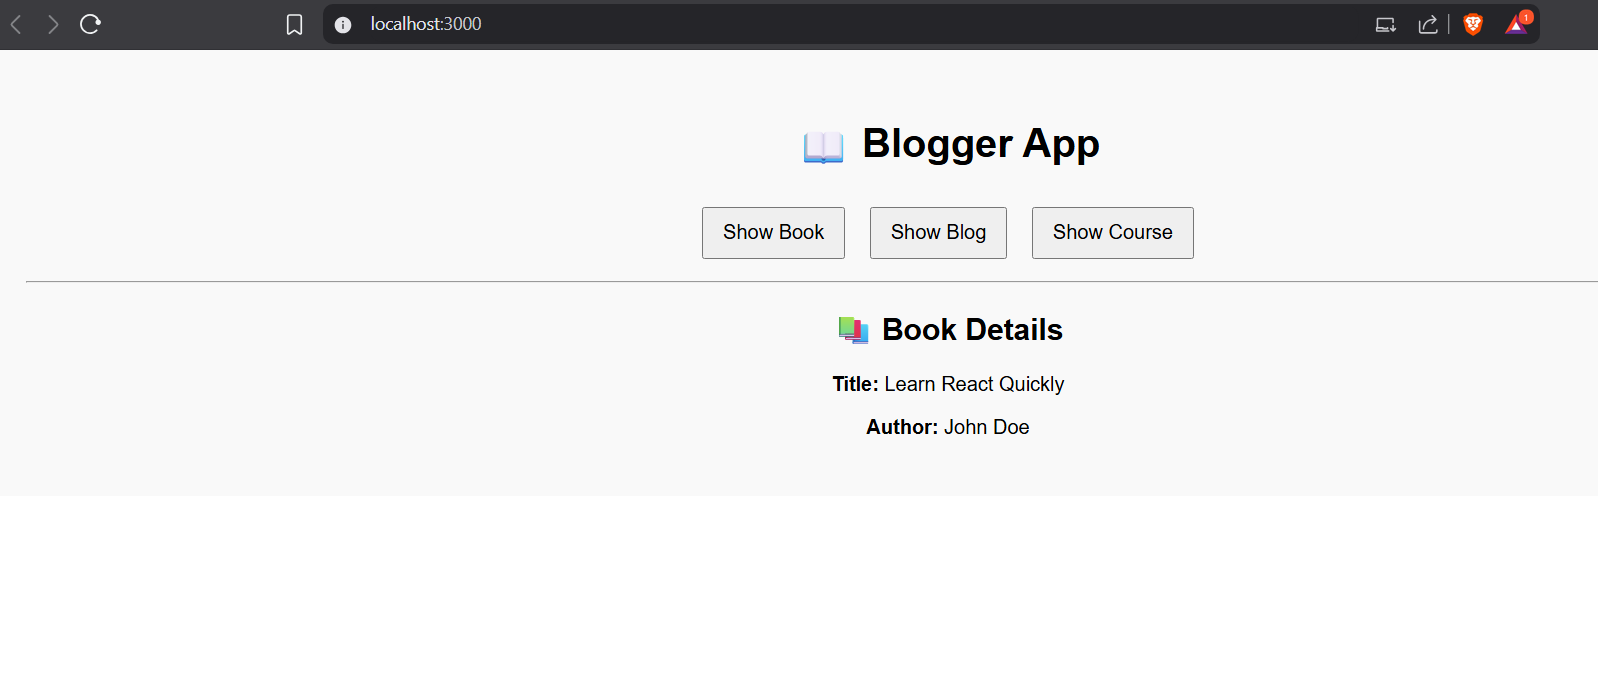 localhost:3000
1
📖 Blogger App
Show Book Show Blog Show Course
📚 Book Details
Title: Learn React Quickly
Author: John Doe